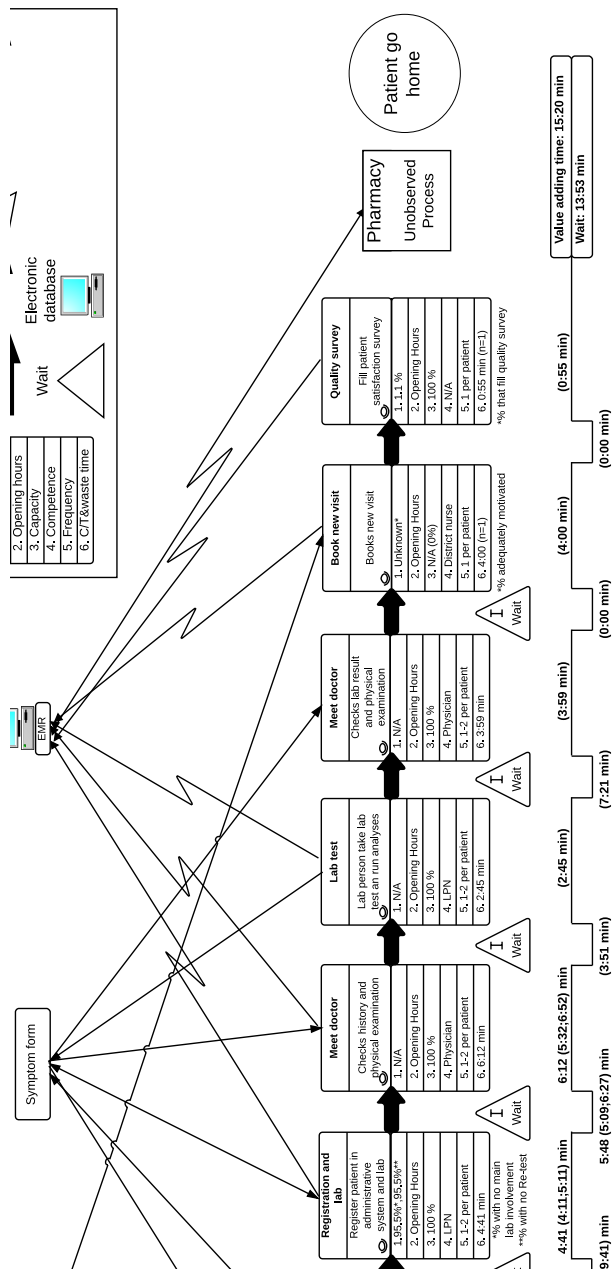 2. Opening hours
3. Capacity
4. Competence
5. Frequency
6. C/T&waste time
Wait
Electronic
database
Symptom form
EMR
Registration and
lab
Register patient in
administrative
system and lab
1,95.5%*,95.5%**
2. Opening Hours
3. 100 %
4. LPN
5. 1-2 per patient
6. 4:41 min
*% with no main
lab involvement
**% with no Re-test
I
Wait
Meet doctor
Checks history and
physical examination
1. N/A
2. Opening Hours
3. 100 %
4. Physician
5. 1-2 per patient
6. 6:12 min
I
Wait
Lab test
Lab person take lab
test an run analyses
1. N/A
2. Opening Hours
3. 100 %
4. LPN
5. 1-2 per patient
6. 2:45 min
I
Wait
Meet doctor
Checks lab result
and physical
examination
1. N/A
2. Opening Hours
3. 100 %
4. Physician
5. 1-2 per patient
6. 3:59 min
I
Wait
Book new visit
Books new visit
1. Unknown*
2. Opening Hours
3. N/A (0%)
4. District nurse
5. 1 per patient
6. 4:00 (n=1)
*% adequately motivated
Quality survey
Fill patient
satisfaction survey
1. 1.1 %
2. Opening Hours
3. 100 %
4. N/A
5. 1 per patient
6. 0:55 min (n=1)
*% that fill quality survey
Pharmacy
Unobserved
Process
Patient go
home
4:41 (4:11;5:11) min
6:12 (5:32;6:52) min
(2:45 min)
(3:59 min)
(4:00 min)
(0:55 min)
Value adding time: 15:20 min
Wait: 13:53 min
9:41) min
5:48 (5:09;6:27) min
(3:51 min)
(7:21 min)
(0:00 min)
(0:00 min)